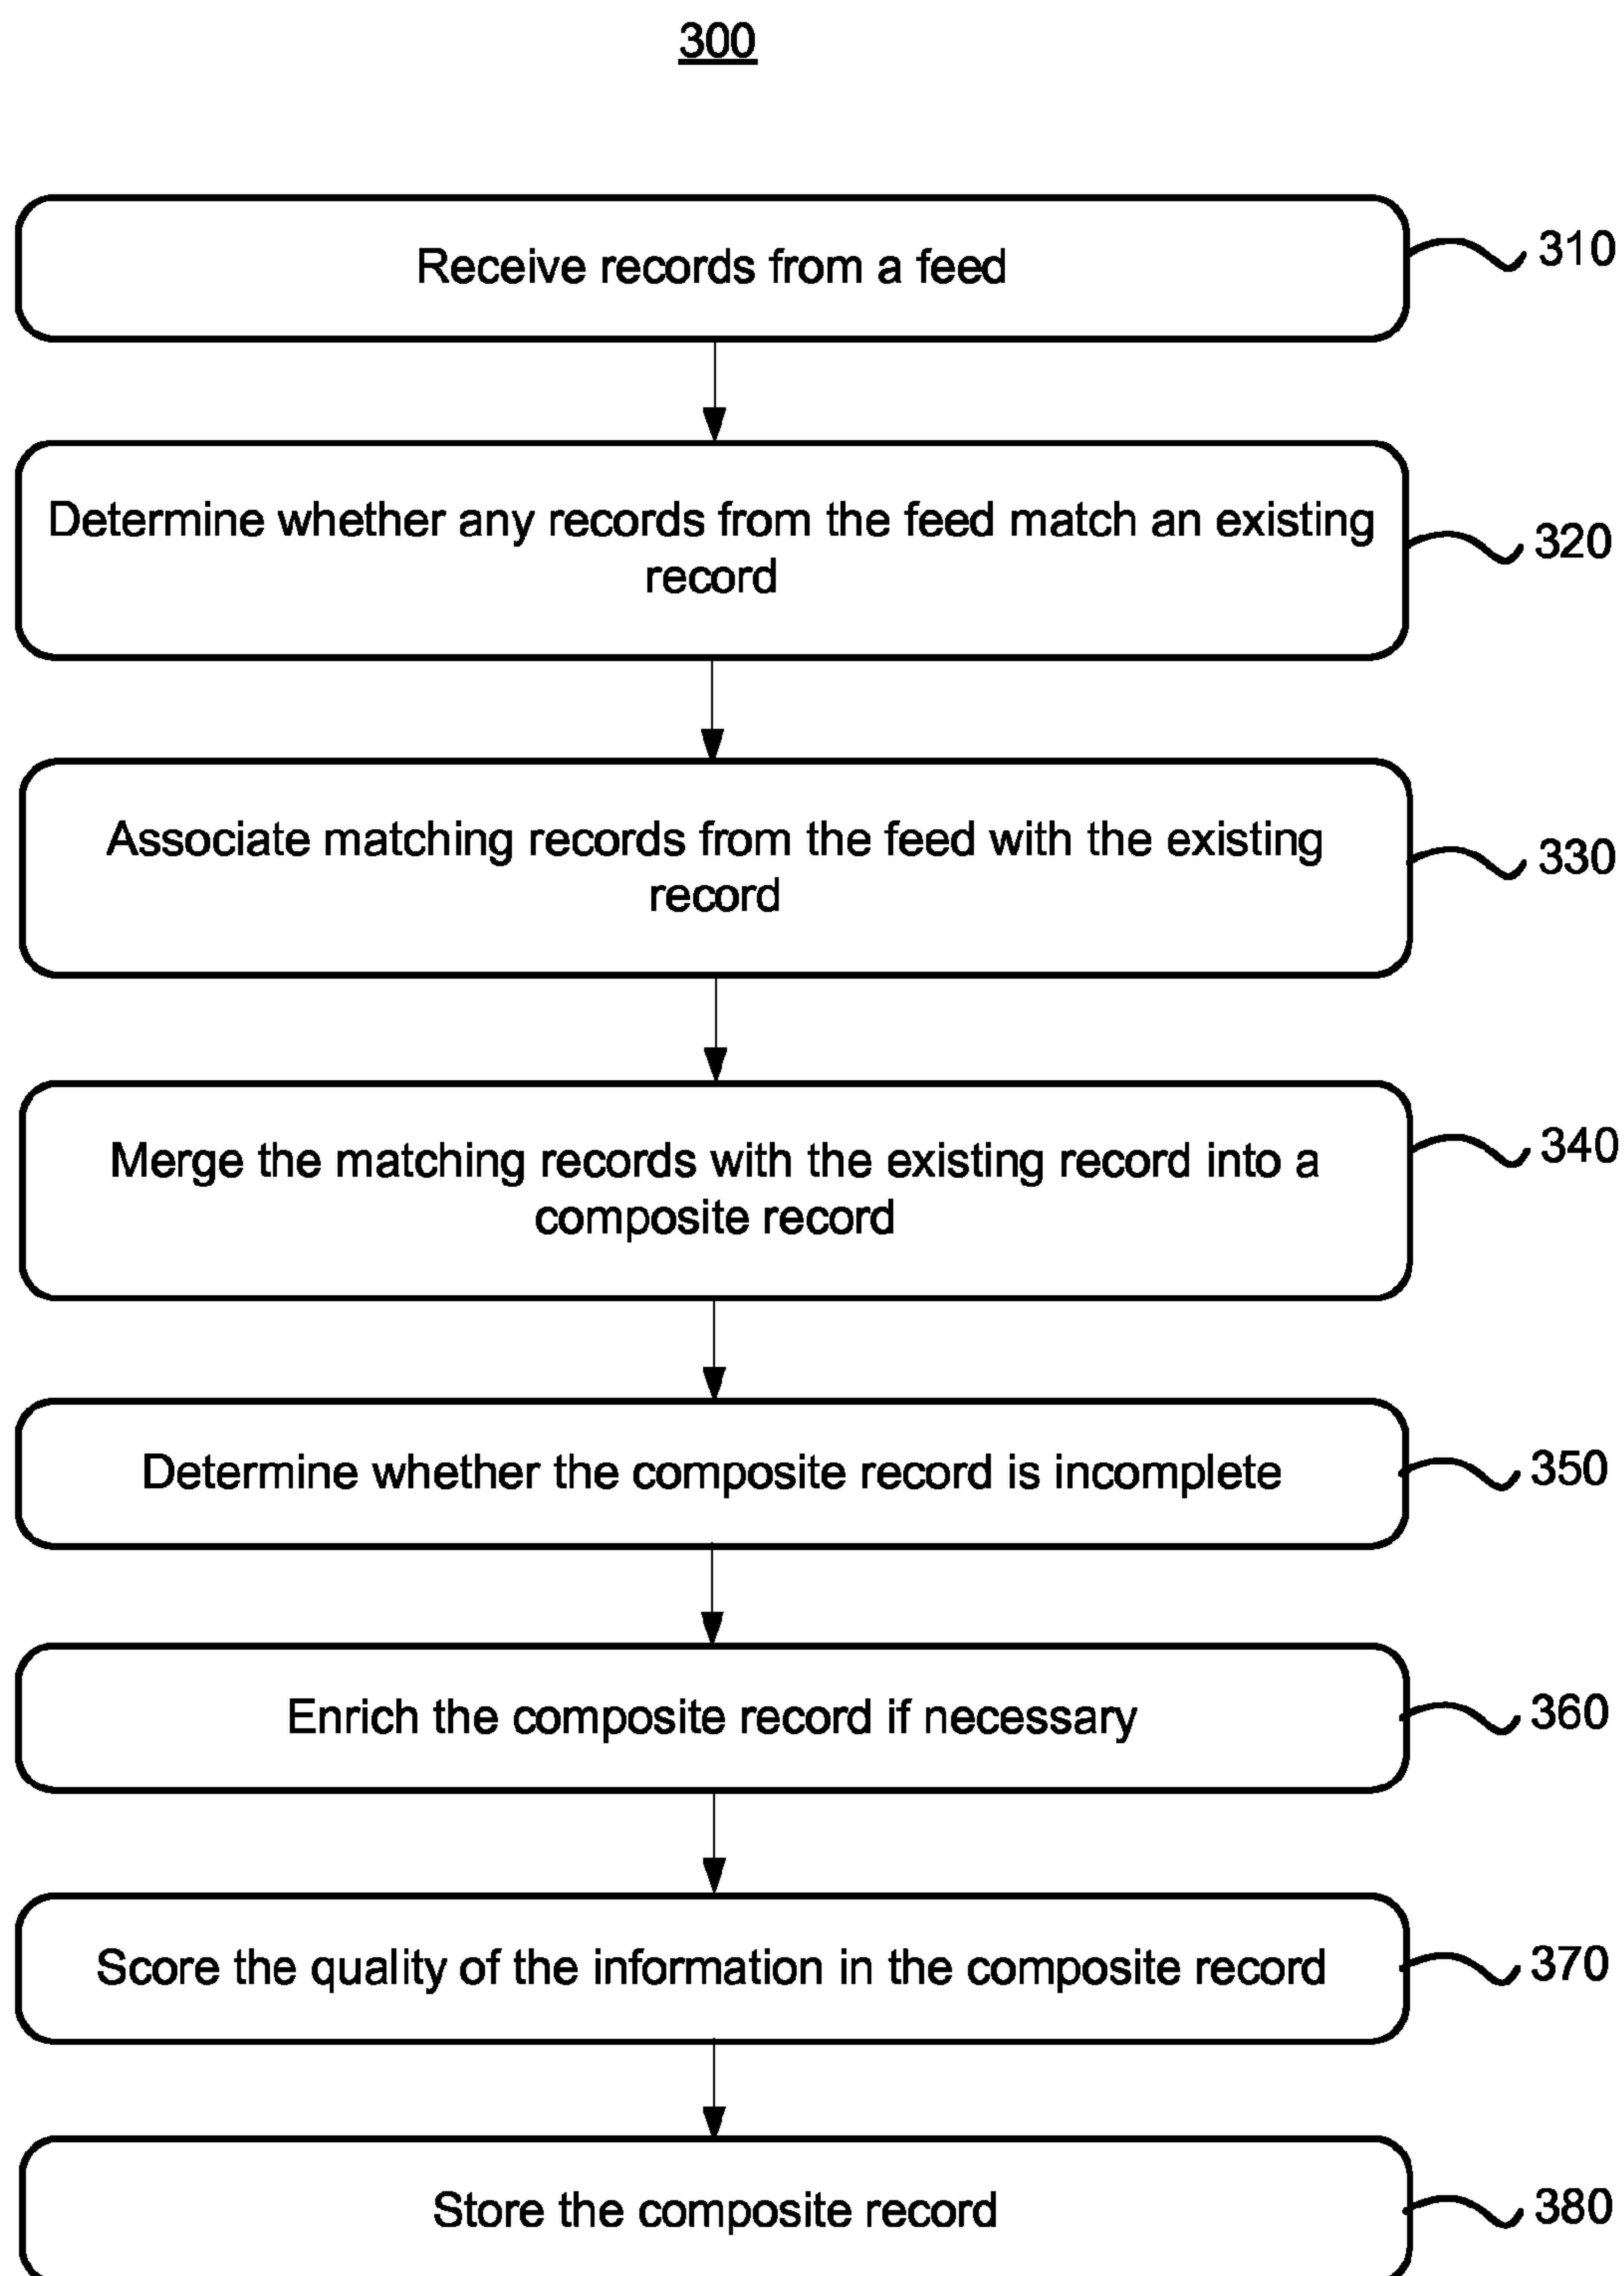 300
Receive records from a feed
310
Determine whether any records from the feed match an existing
record
320
Associate matching records from the feed with the existing
record
330
Merge the matching records with the existing record into a
composite record
340
Determine whether the composite record is incomplete
350
Enrich the composite record if necessary
360
Score the quality of the information in the composite record
370
Store the composite record
380